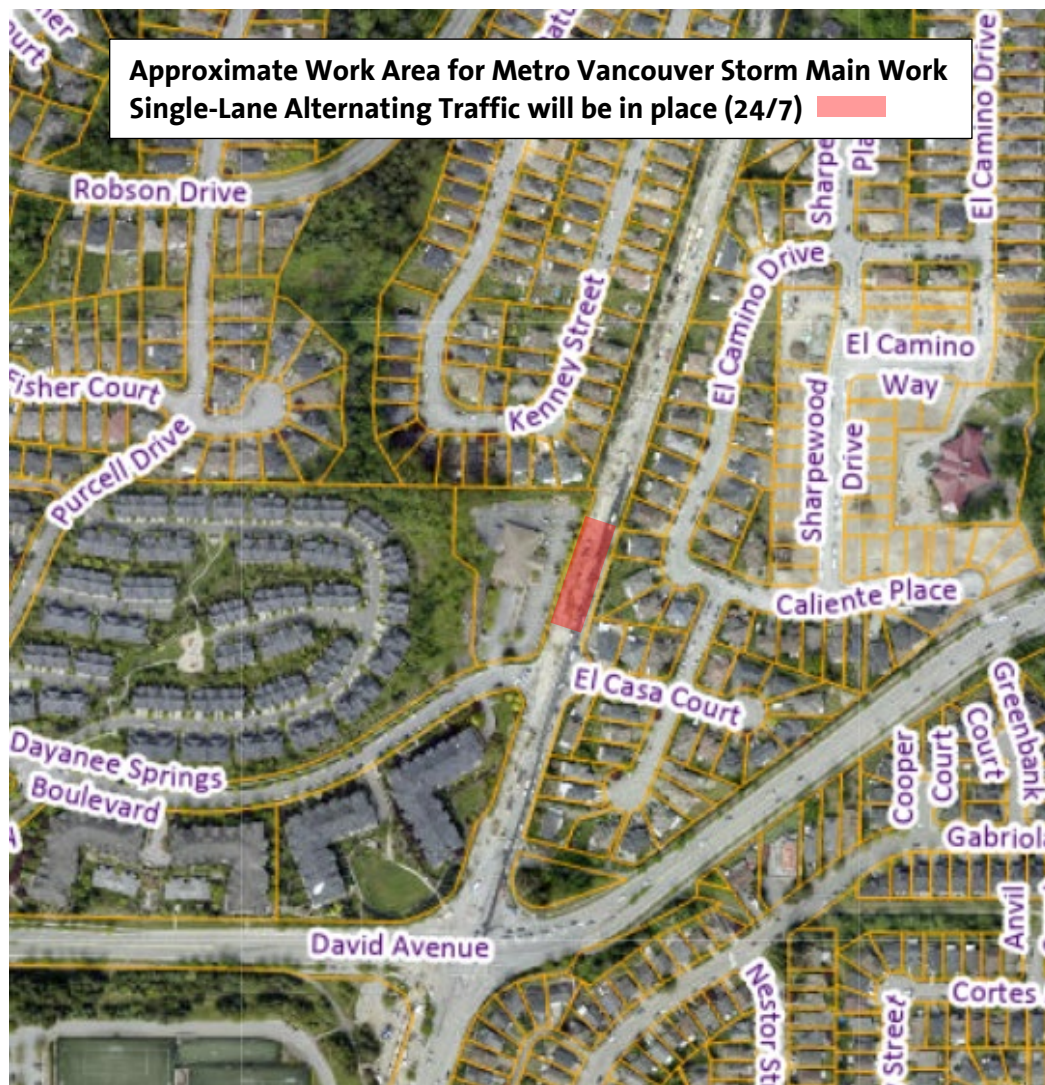 Approximate Work Area for Metro Vancouver Storm Main Work
Single-Lane Alternating Traffic will be in place (24/7)
El Camino Drive
Robson Drive
El Camino Drive
Kenney Street
El Camino
Way
Fisher Court
Purcell Drive
Sharpewood
Drive
Caliente Place
El Casa Court
Dayanee Springs
Boulevard
Greenbank
Court
Cooper
Court
Gabriola
Anvil
David Avenue
Nestor St
Cortes
Street